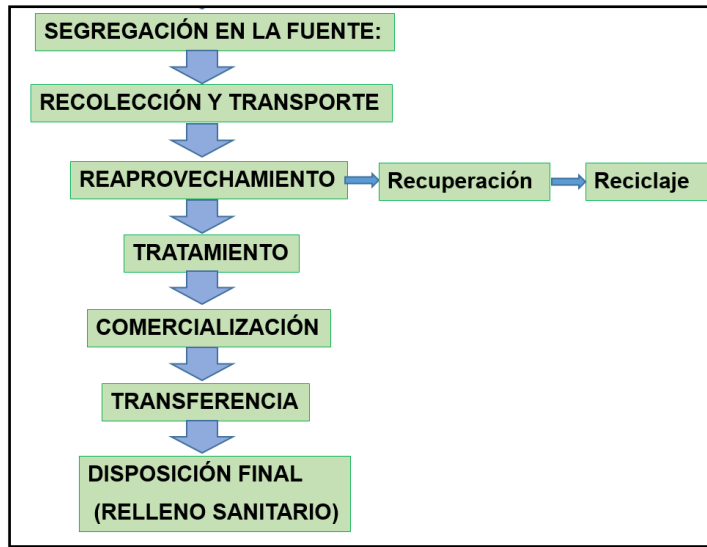 SEGREGACIÓN EN LA FUENTE:
RECOLECCIÓN Y TRANSPORTE
REAPROVECHAMIENTO
Recuperación
Reciclaje
TRATAMIENTO
COMERCIALIZACIÓN
TRANSFERENCIA
DISPOSICIÓN FINAL
(RELLENO SANITARIO)